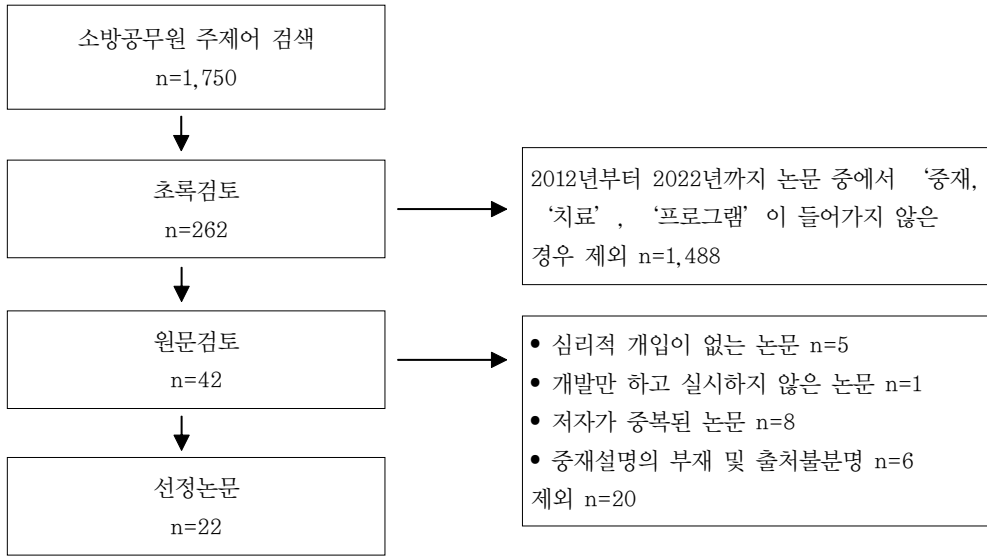 소방공무원 주제어 검색
n=1,750
초록검토
n=262
2012년부터 2022년까지 논문 중에서 ‘중재,
‘치료’, ‘프로그램’이 들어가지 않은
경우 제외 n=1,488
원문검토
n=42
• 심리적 개입이 없는 논문 n=5
• 개발만 하고 실시하지 않은 논문 n=1
• 저자가 중복된 논문 n=8
• 중재설명의 부재 및 출처불분명 n=6
제외 n=20
선정논문
n=22